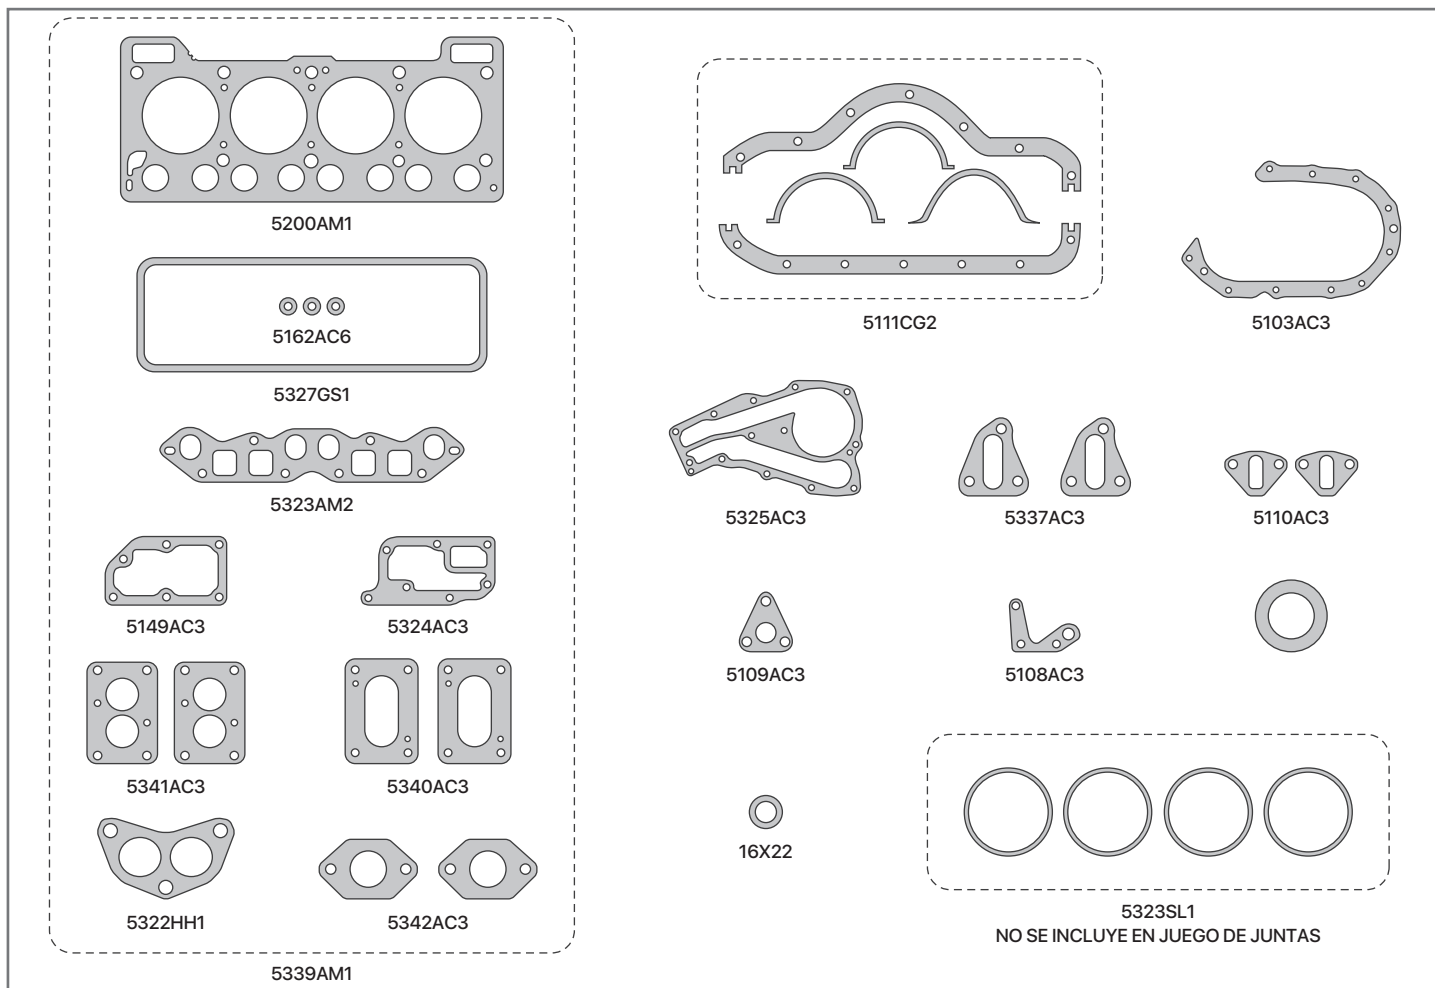 5200AM1
5162AC6
5327GS1
5323AM2
5149AC3
5324AC3
5341AC3
5340AC3
5322HH1
5342AC3
5339AM1
5111CG2
5103AC3
5325AC3
5337AC3
5110AC3
5109AC3
5108AC3
16X22
5323SL1
NO SE INCLUYE EN JUEGO DE JUNTAS